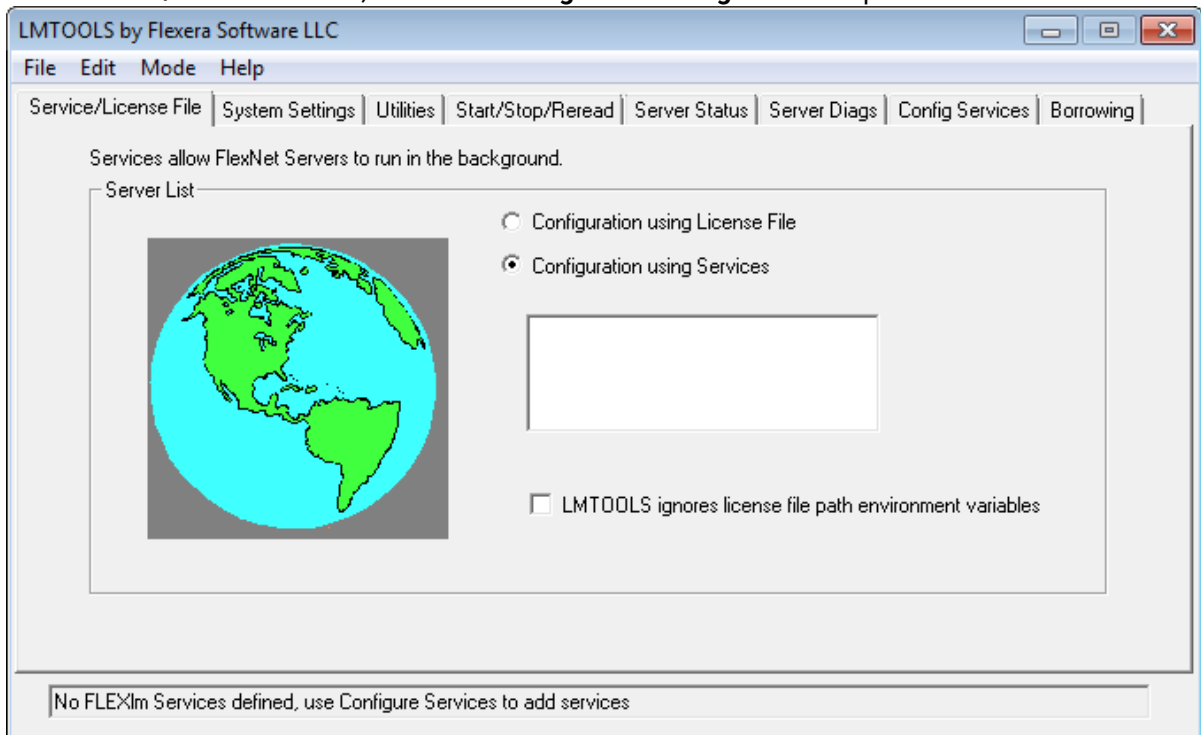 LMTOOLS by Flexera Software LLC
File Edit Mode Help
Service/License File System Settings Utilities Start/Stop/Reread Server Status Server Diags Config Services Borrowing
Services allow FlexNet Servers to run in the background.
Server List
Configuration using License File
Configuration using Services
LMTOOLS ignores license file path environment variables
No FLEXlm Services defined, use Configure Services to add services